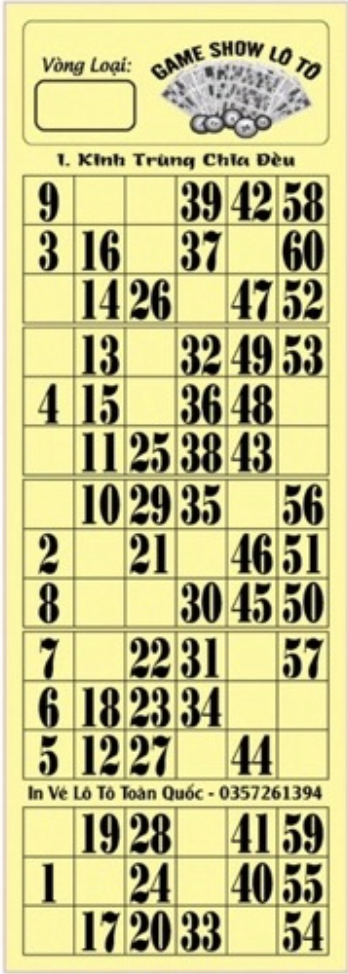 Vòng Loại:
GAME SHOW LÔ TÔ
1. Kính Trùng Chia Đều
9 39 42 58
3 16 37 60
14 26 47 52
13 32 49 53
4 15 36 48
11 25 38 43
10 29 35 56
2 21 46 51
8 30 45 50
7 22 31 57
6 18 23 34
5 12 27 44
In Vé Lô Tô Toàn Quốc - 0357261394
19 28 41 59
1 24 40 55
17 20 33 54